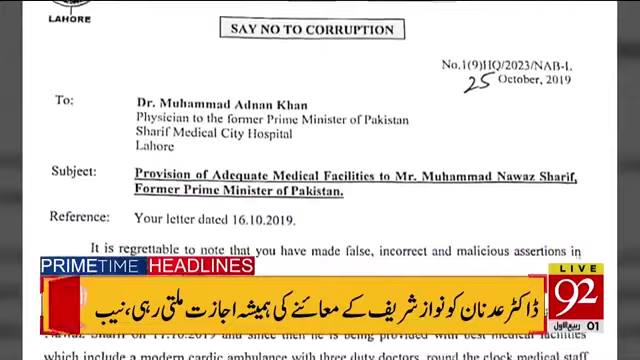 LAHORE
SAY NO TO CORRUPTION
No.1(9)HQ/2023/NAB-L
25 October, 2019
To: Dr. Muhammad Adnan Khan
Physician to the former Prime Minister of Pakistan
Sharif Medical City Hospital
Lahore
Subject: Provision of Adequate Medical Facilities to Mr. Muhammad Nawaz Sharif,
Former Prime Minister of Pakistan.
Reference: Your letter dated 16.10.2019.
It is regrettable to note that you have made false, incorrect and malicious assertions in
PRIMETIME HEADLINES
LIVE
92
ڈاکٹر عدنان کو نواز شریف کے معائنے کی ہمیشہ اجازت ملتی رہی، نیب
01 ربیع الاول
Sharif on 11.10.2019 and since then he is being provided with best medical facilities
which include a modern cardic ambulance with three duty doctors, round the clock medical staff